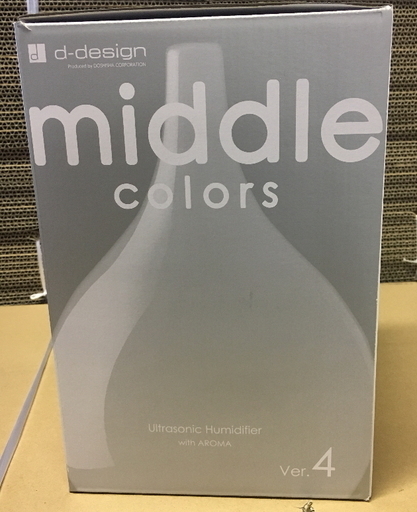 d d-design
Produced by DOSHISHA CORPORATION
middle
colors
Ultrasonic Humidifier
with AROMA.
Ver.4